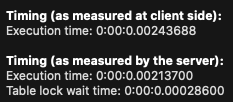 Timing (as measured at client side):
Execution time: 0:00:0.00243688
Timing (as measured by the server):
Execution time: 0:00:0.00213700
Table lock wait time: 0:00:0.00028600